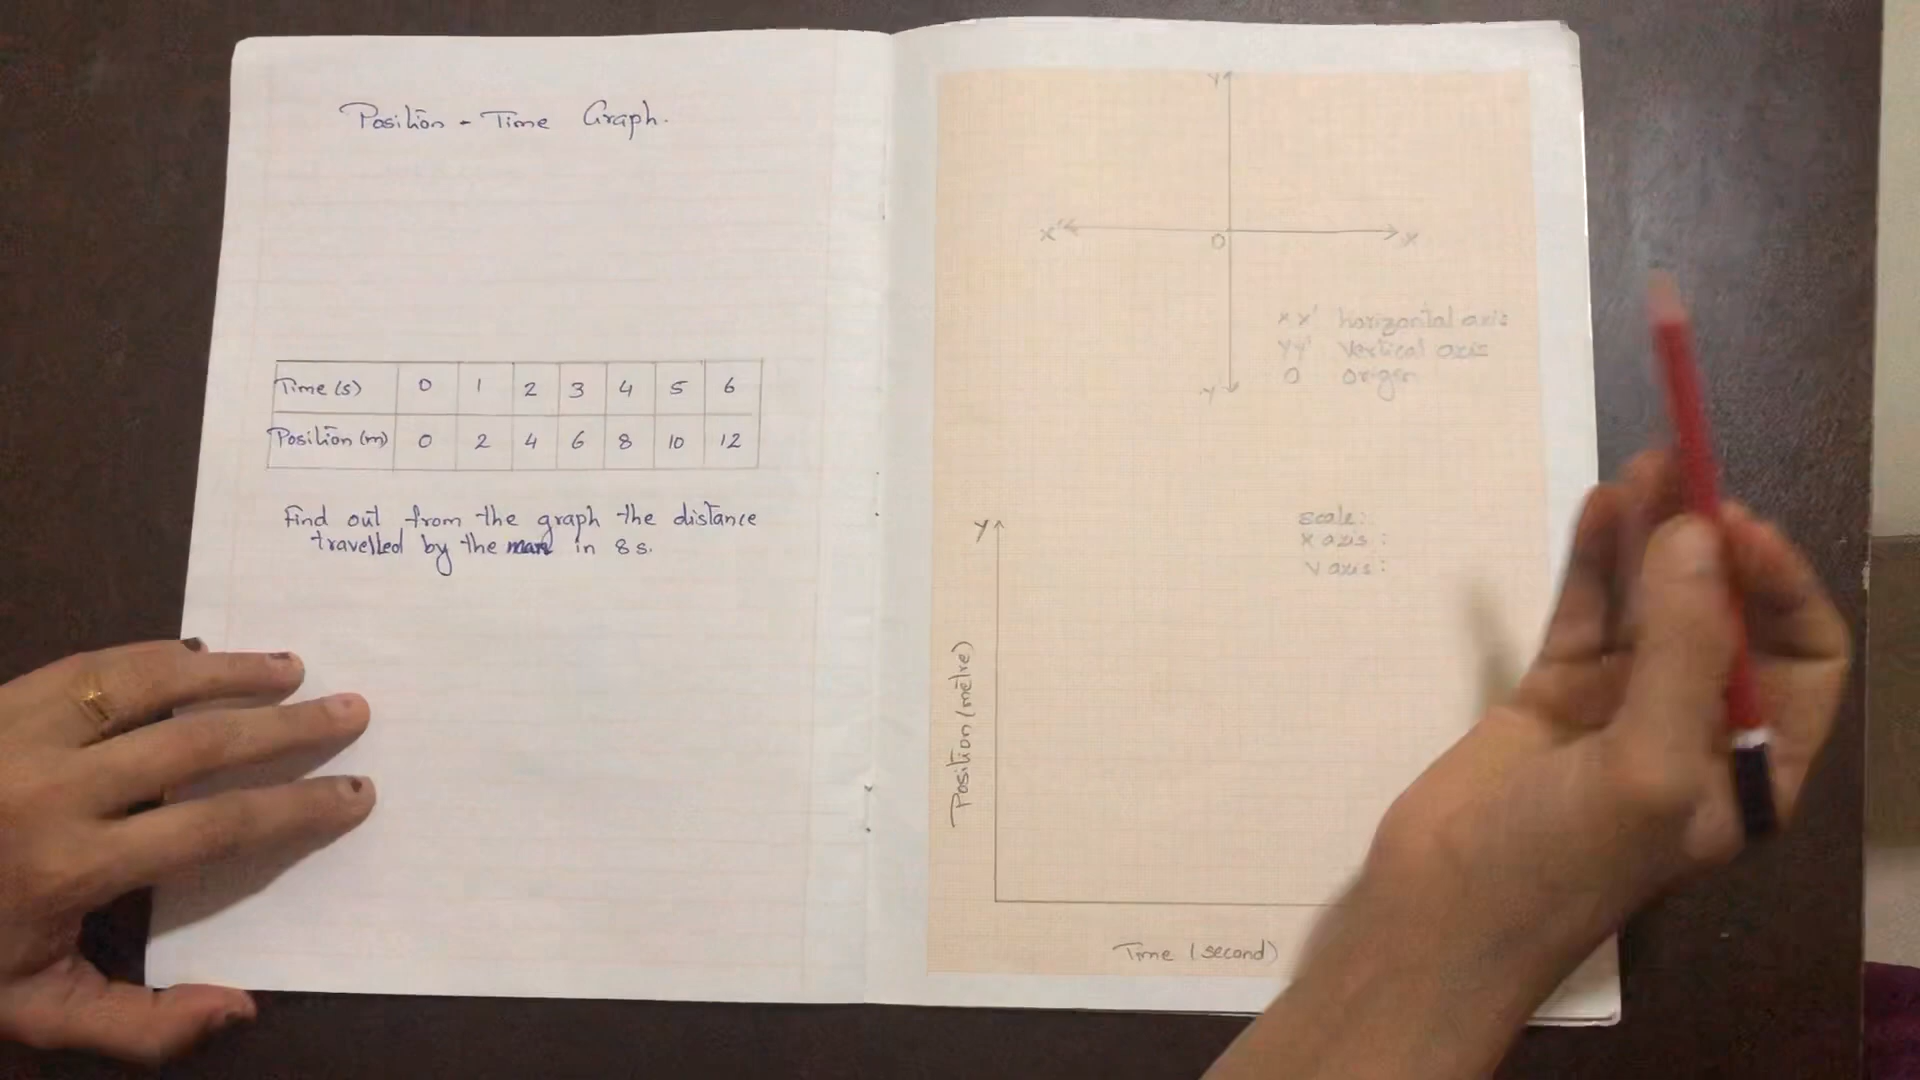 Position - Time Graph.
Time (s) 0 1 2 3 4 5 6
Position (m) 0 2 4 6 8 10 12
Find out from the graph the distance
travelled by the man in 8 s.
Y
X' O X
Y'
XX' horizontal axis
YY' Vertical axis
O origin
Y
scale:
X axis:
Y axis:
Position (metre)
Time (second)